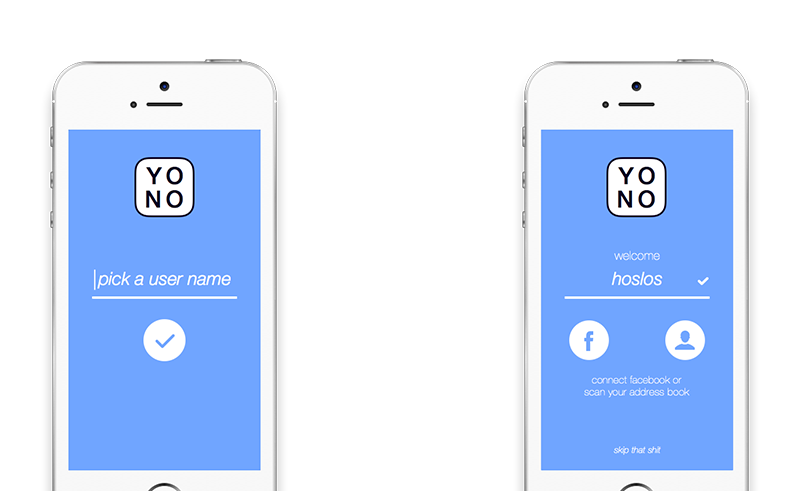 YO
NO
pick a user name
YO
NO
welcome
hoslos
f
connect facebook or
scan your address book
skip that shit